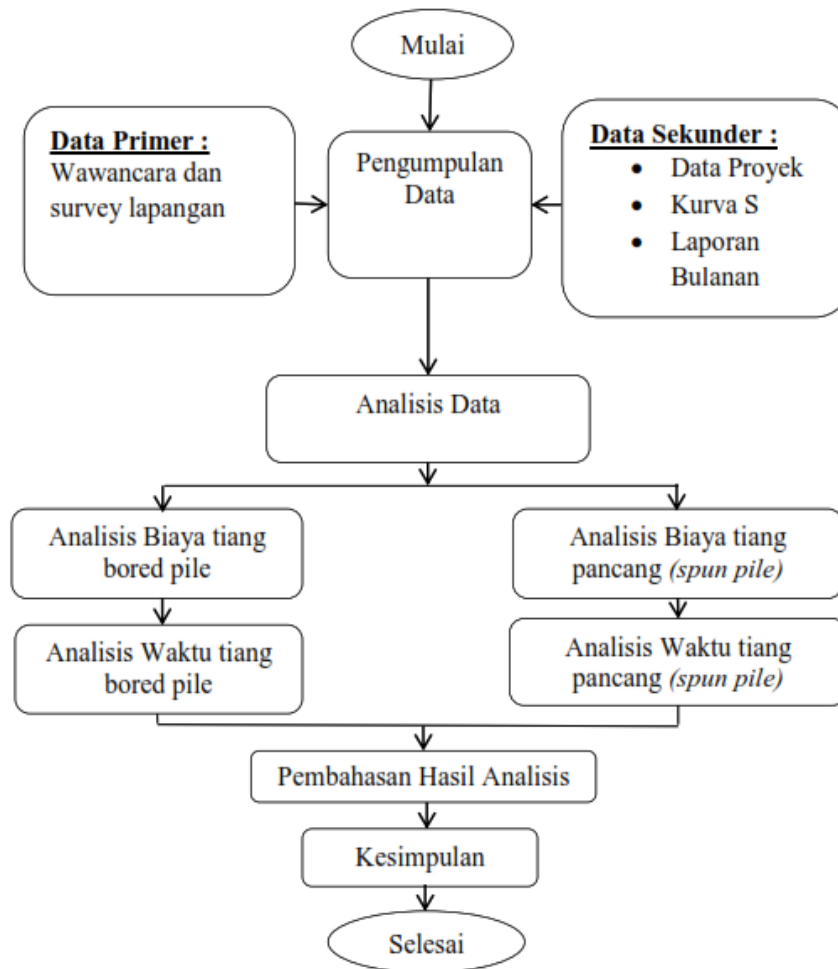 Mulai
Data Primer :
Wawancara dan
survey lapangan
Pengumpulan
Data
Data Sekunder :
• Data Proyek
• Kurva S
• Laporan
Bulanan
Analisis Data
Analisis Biaya tiang
bored pile
Analisis Biaya tiang
pancang (spun pile)
Analisis Waktu tiang
bored pile
Analisis Waktu tiang
pancang (spun pile)
Pembahasan Hasil Analisis
Kesimpulan
Selesai